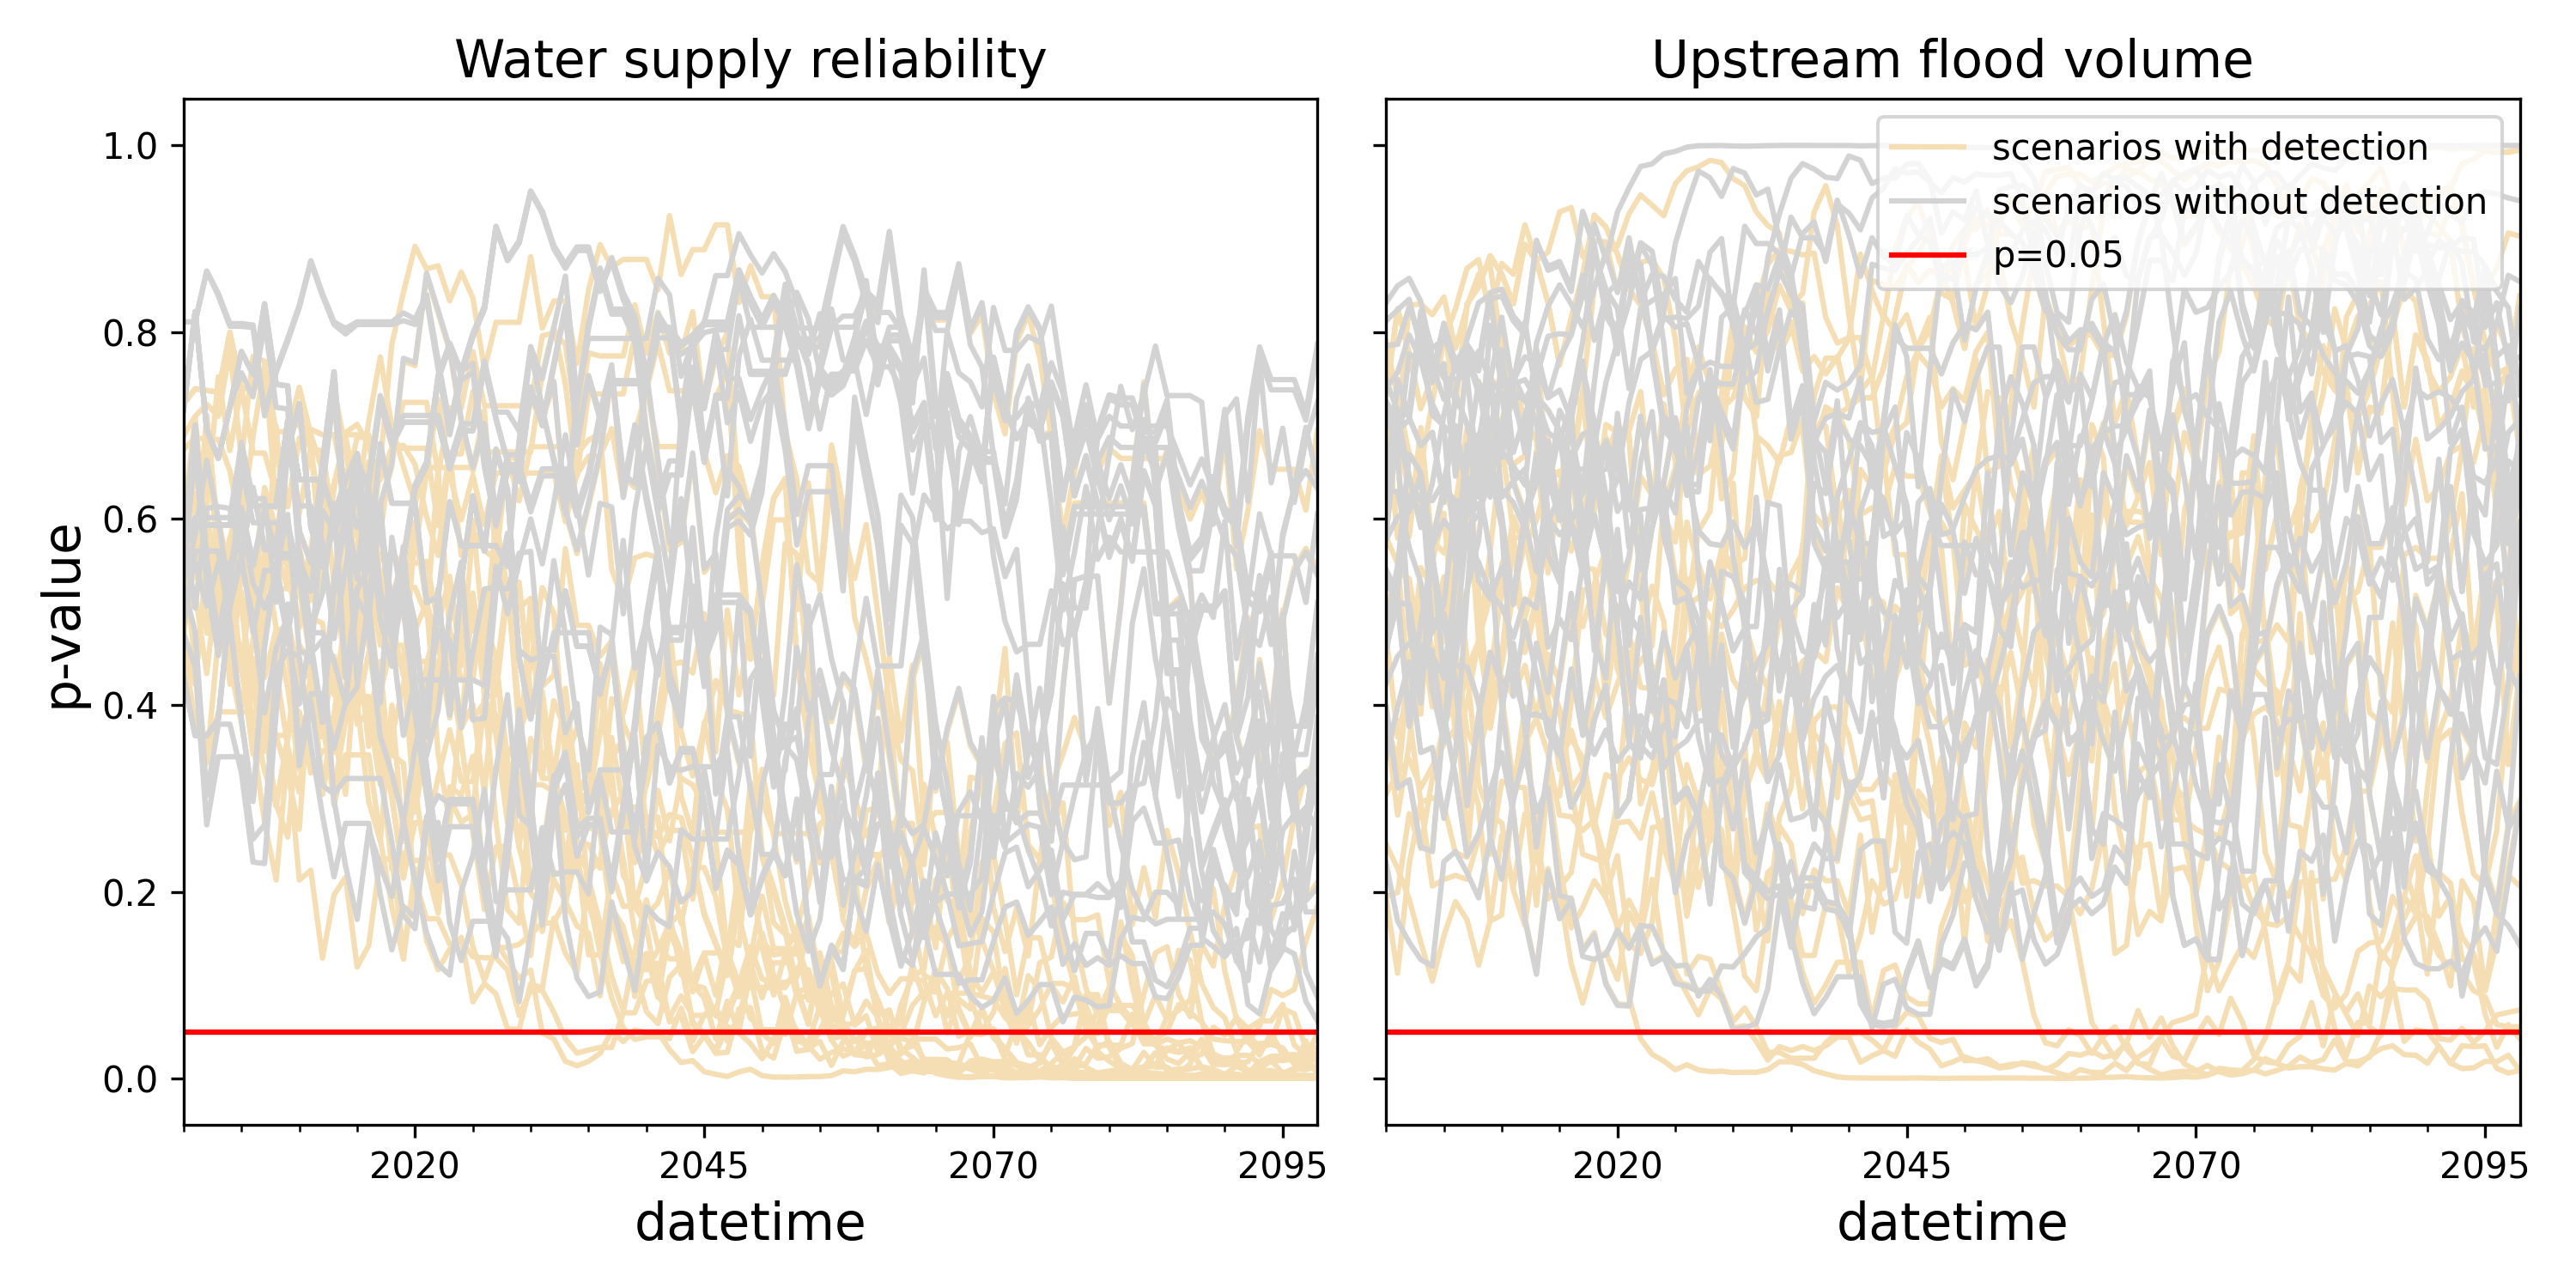 Water supply reliability
Upstream flood volume
p-value
1.0
0.8
0.6
0.4
0.2
0.0
scenarios with detection
scenarios without detection
p=0.05
2020 2045 2070 2095
2020 2045 2070 2095
datetime
datetime